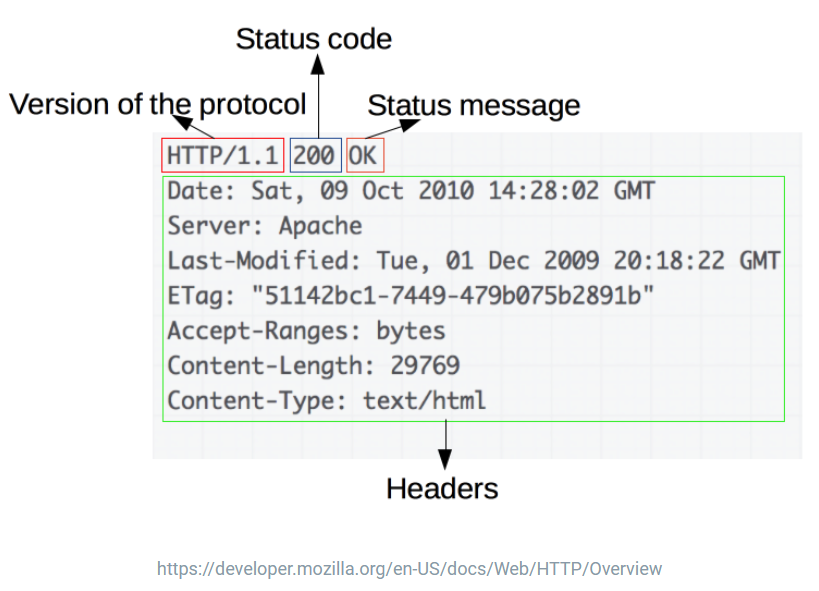 Status code
Version of the protocol
Status message
HTTP/1.1 200 OK
Date: Sat, 09 Oct 2010 14:28:02 GMT
Server: Apache
Last-Modified: Tue, 01 Dec 2009 20:18:22 GMT
ETag: "51142bc1-7449-479b075b2891b"
Accept-Ranges: bytes
Content-Length: 29769
Content-Type: text/html
Headers
https://developer.mozilla.org/en-US/docs/Web/HTTP/Overview